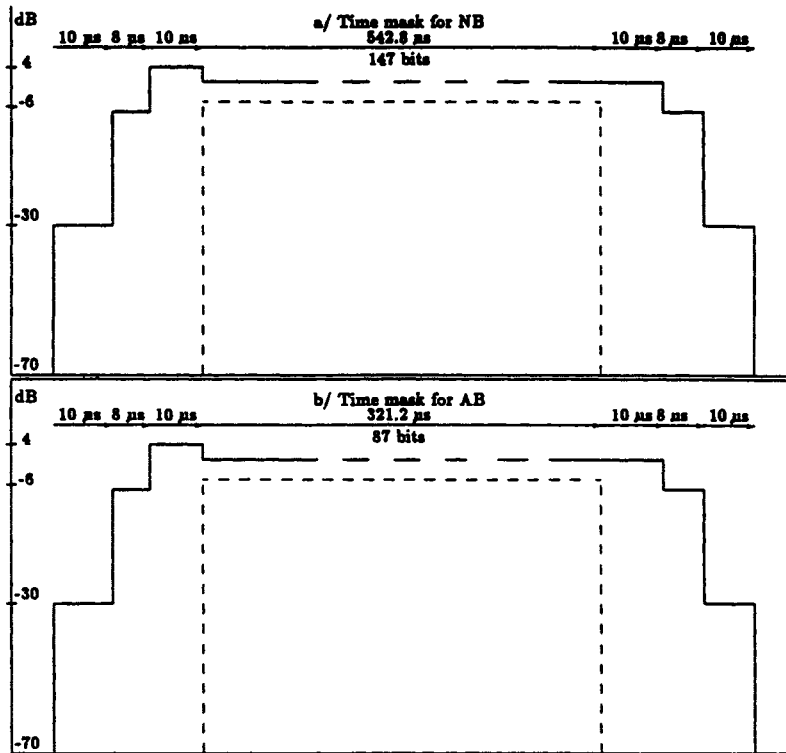 dB
a/ Time mask for NB
10 µs 8 µs 10 µs 542.8 µs 10 µs 8 µs 10 µs
147 bits
4
-6
-30
-70
dB
b/ Time mask for AB
10 µs 8 µs 10 µs 321.2 µs 10 µs 8 µs 10 µs
87 bits
4
-6
-30
-70